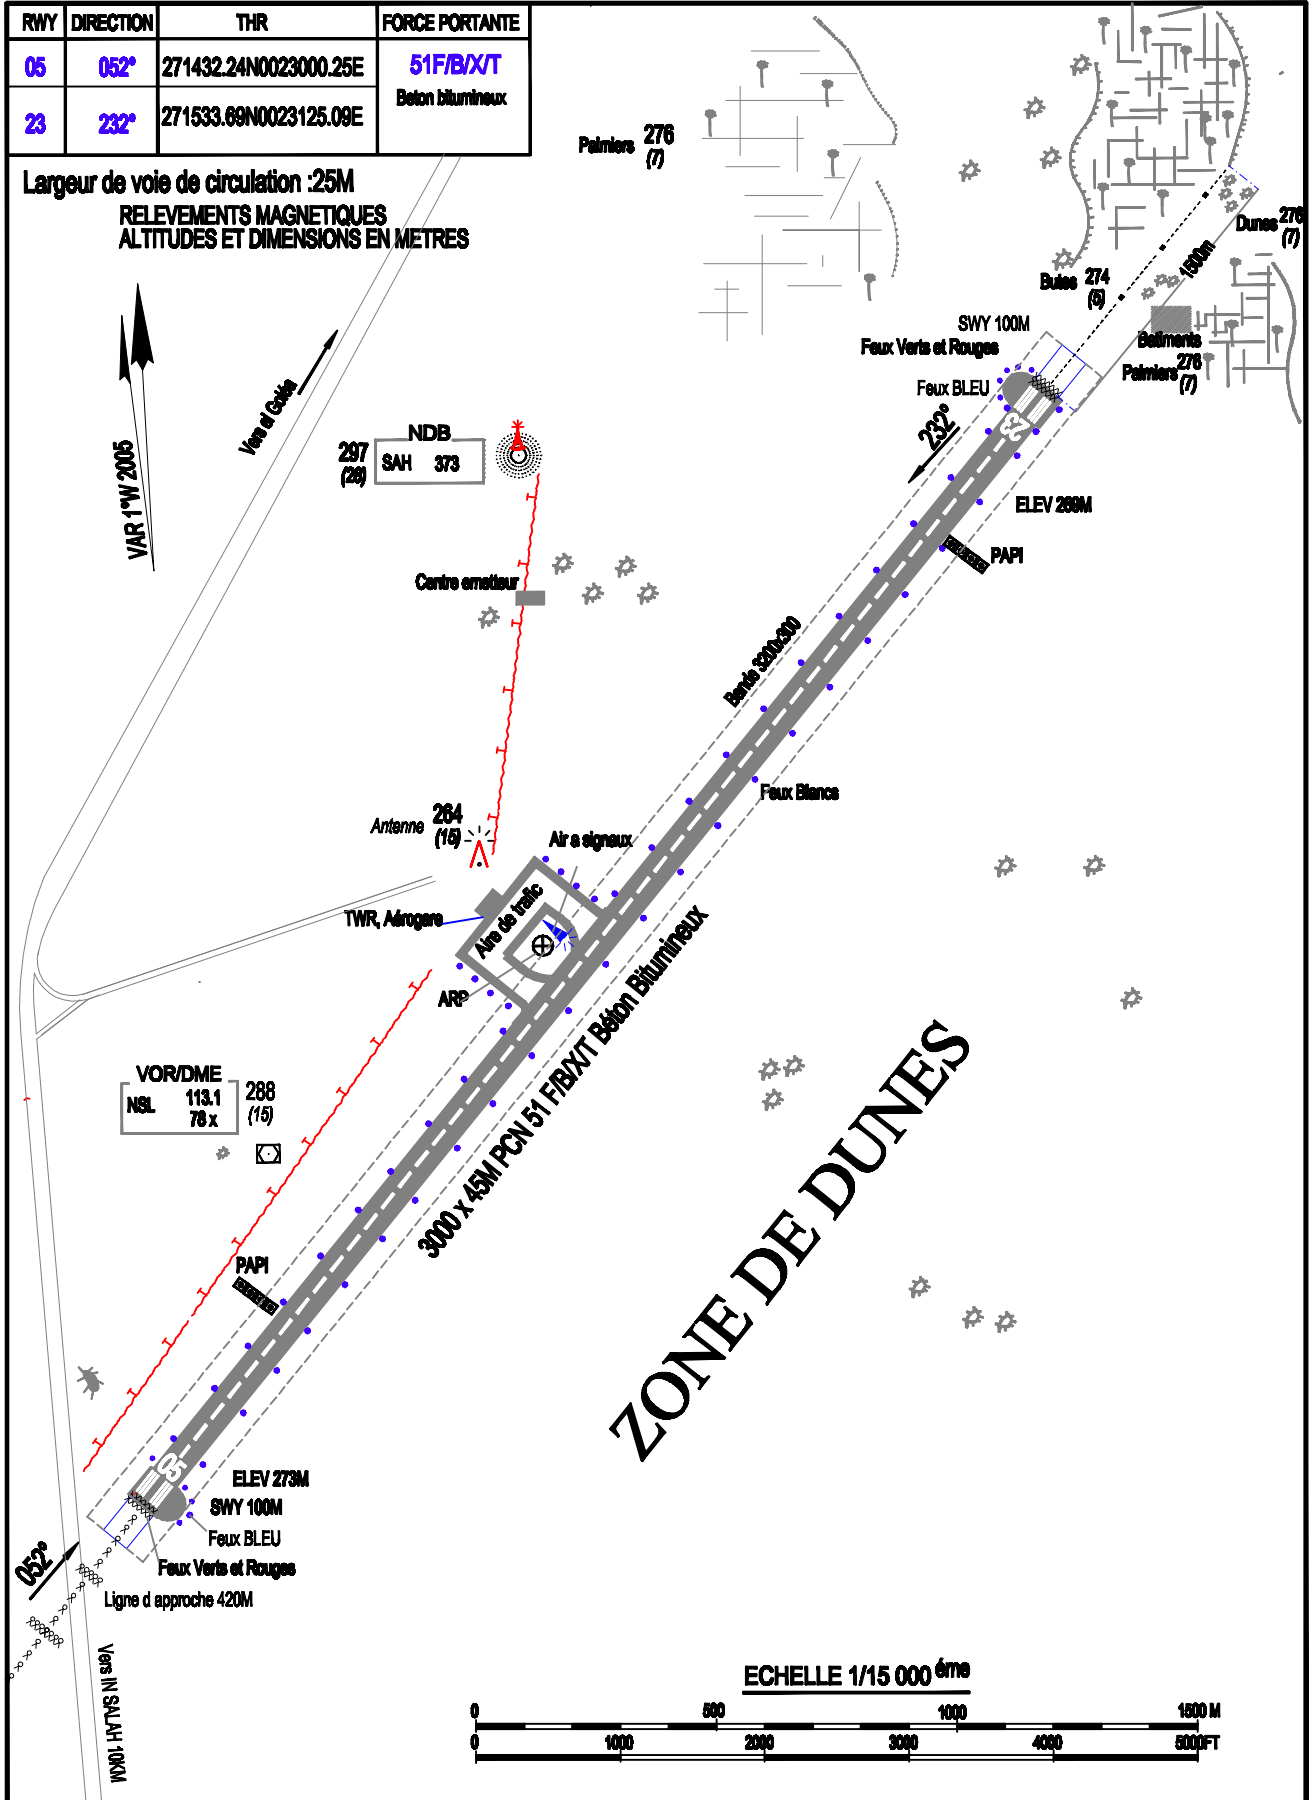 RWY DIRECTION THR FORCE PORTANTE
05 052° 271432.24N0023000.25E 51F/B/X/T
Beton bitumineux
23 232° 271533.69N0023125.09E
Largeur de voie de circulation :25M
RELEVEMENTS MAGNETIQUES
ALTITUDES ET DIMENSIONS EN METRES
Palmiers 276
(7)
Dunes 276
(7)
1500m
Butes 274
(5)
SWY 100M
Feux Verts et Rouges
Batiments
Palmiers 276
(7)
Feux BLEU
232°
23
VAR 1°W 2005
Vers el Goléa
NDB
297
(28)
SAH 373
ELEV 269M
PAPI
Centre emetteur
Bande 3200x300
Feux Blancs
Antenne 264
(15)
Air a signaux
TWR, Aérogare
Aire de trafic
ARP
3000 x 45M PCN 51 F/B/X/T Béton Bitumineux
VOR/DME
NSL 113.1
78 x
288
(15)
ZONE DE DUNES
PAPI
05
ELEV 273M
SWY 100M
Feux BLEU
Feux Verts et Rouges
052°
Ligne d approche 420M
Vers IN SALAH 10KM
ECHELLE 1/15 000 éme
0 500 1000 1500 M
0 1000 2000 3000 4000 5000FT